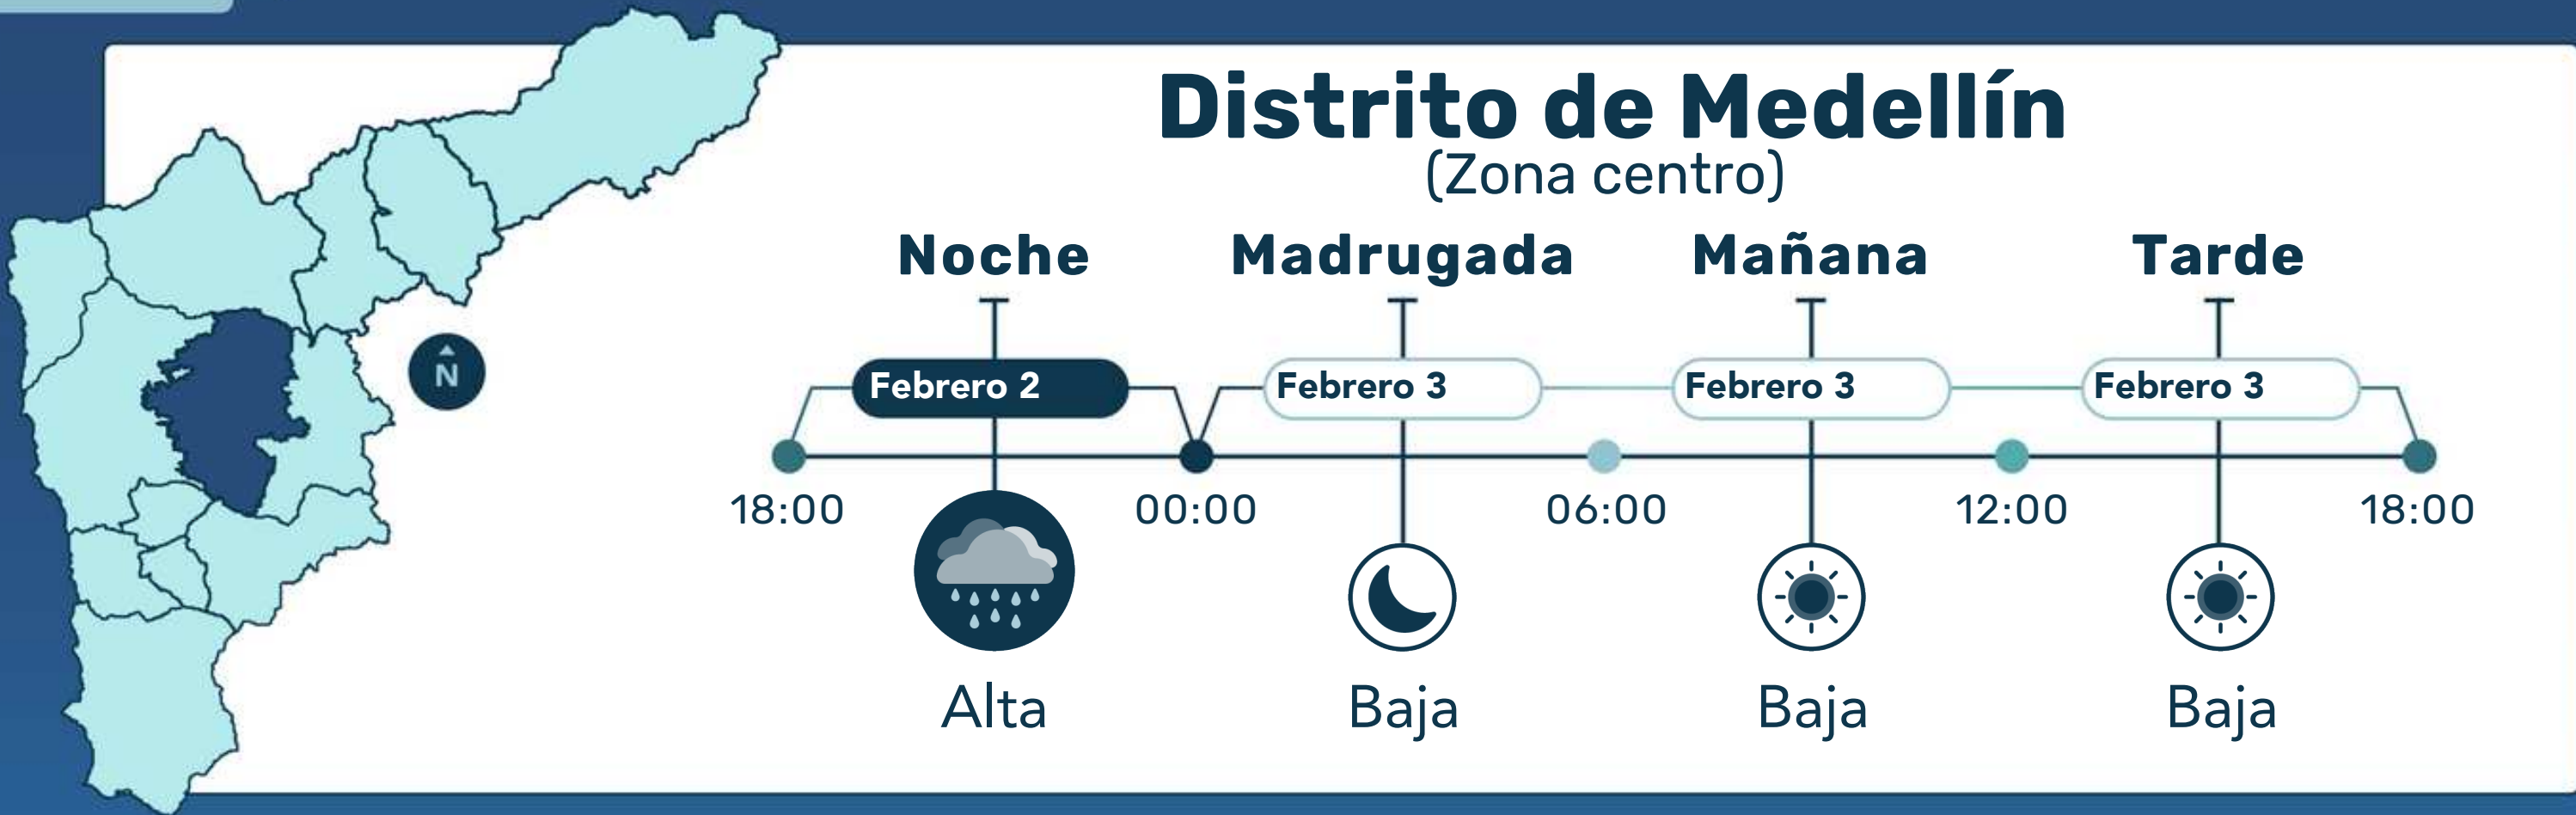 Distrito de Medellín
(Zona centro)
Noche Madrugada Mañana Tarde
N
Febrero 2 Febrero 3 Febrero 3 Febrero 3
18:00 00:00 06:00 12:00 18:00
Alta Baja Baja Baja